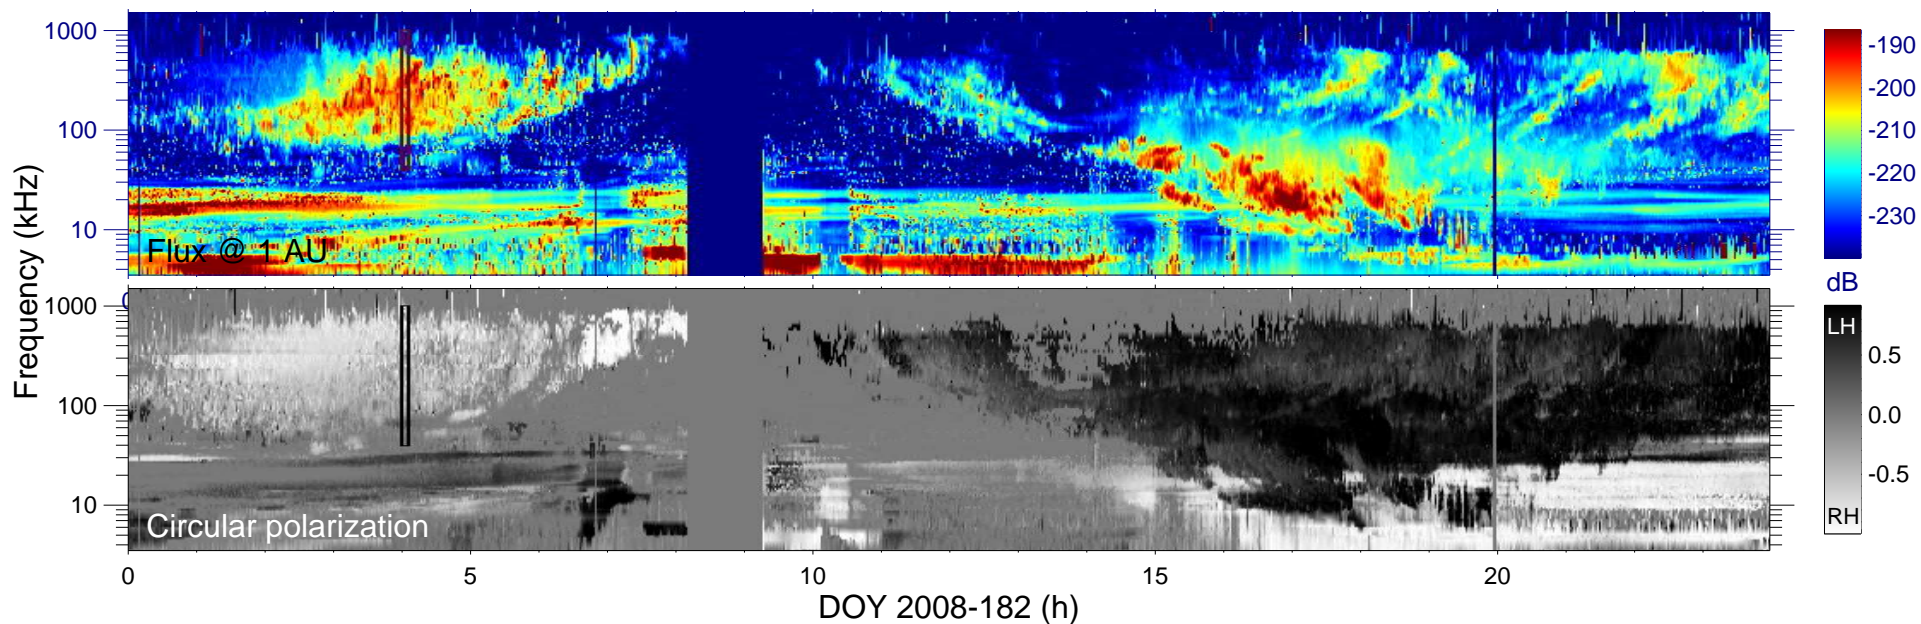 1000
100
10
Flux @ 1 AU
-190
-200
-210
-220
-230
dB
Frequency (kHz)
0
1000
100
10
Circular polarization
LH
0.5
0.0
-0.5
RH
0 5 10 15 20
DOY 2008-182 (h)